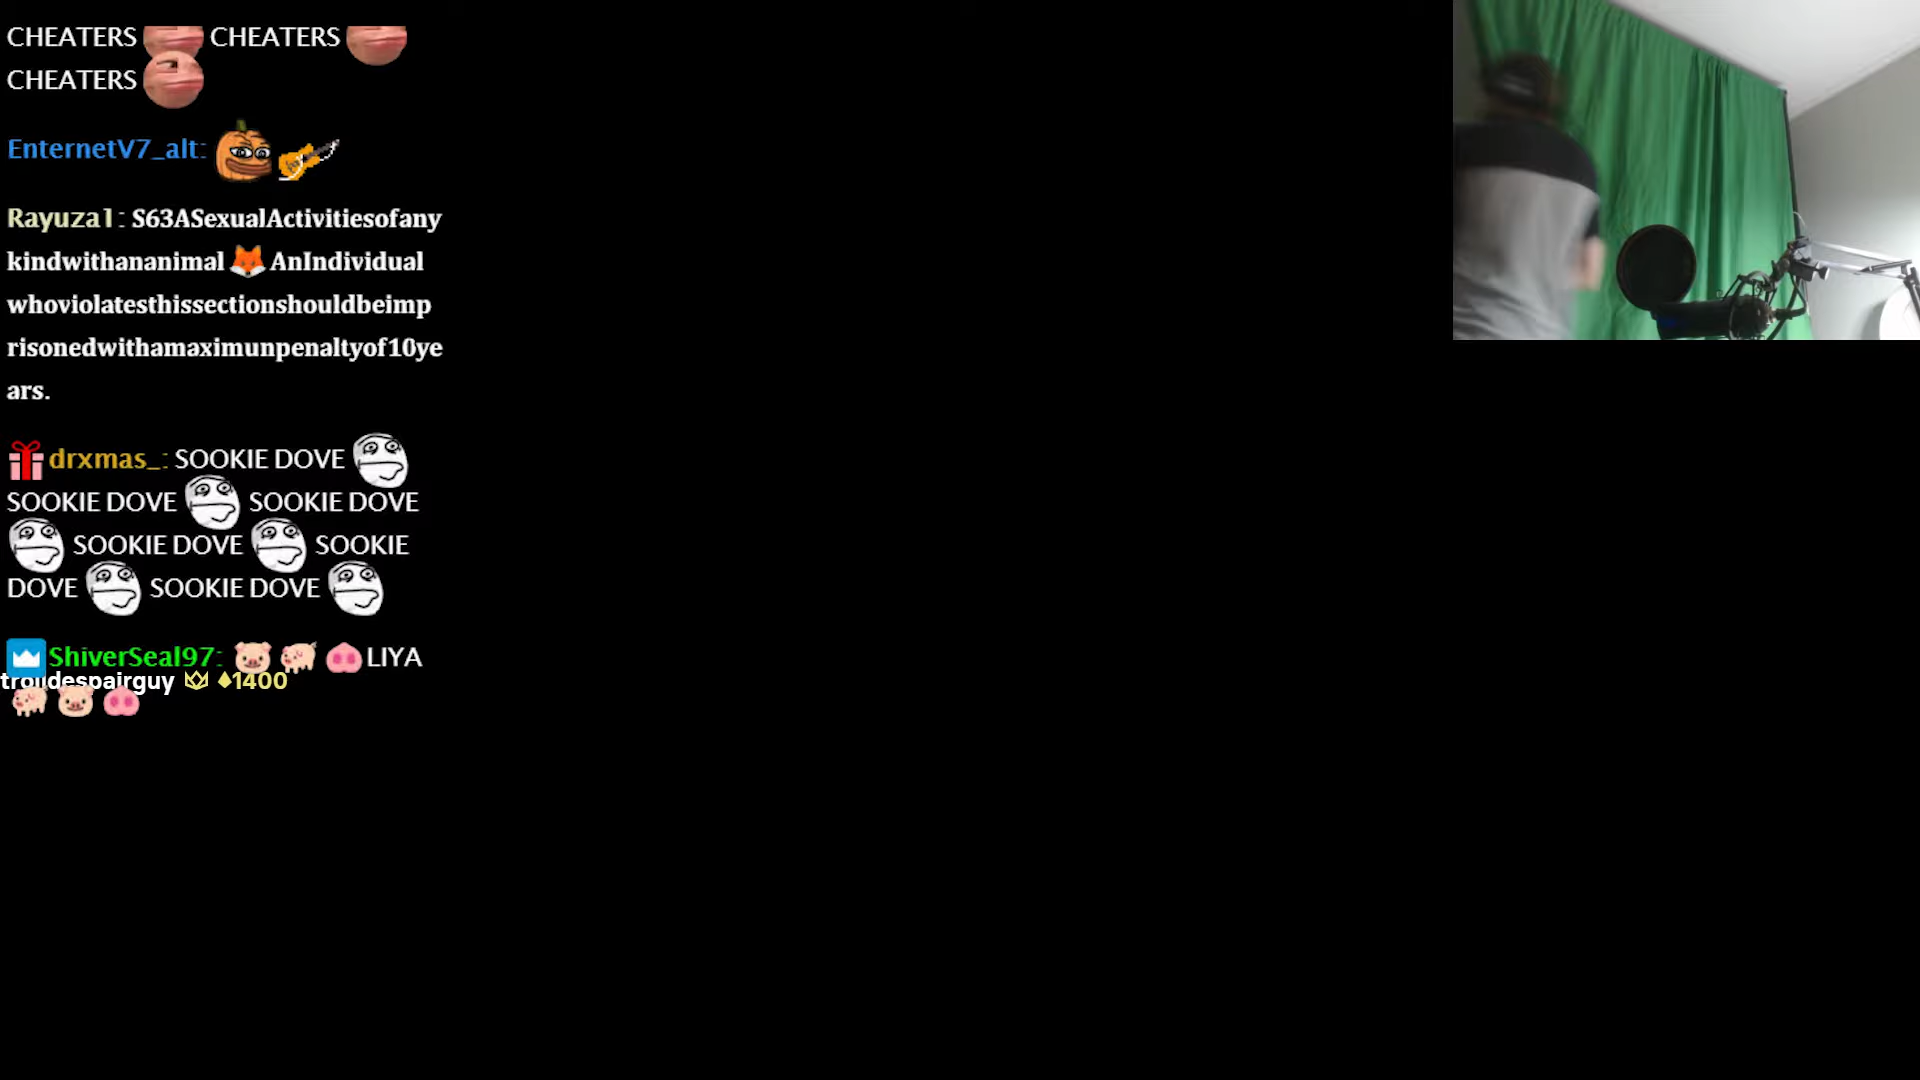 CHEATERS CHEATERS
CHEATERS
EnternetV7_alt:
Rayuza1: S63ASexualActivitiesofany
kindwithananimal 🦊 AnIndividual
whoviolatesthissectionshouldbeimp
risonedwithamaximunpenaltyof10ye
ars.
drxmas_: SOOKIE DOVE
SOOKIE DOVE SOOKIE DOVE
SOOKIE DOVE SOOKIE
DOVE SOOKIE DOVE
ShiverSeal97: 🐷 🐖 🐽 LIYA
trolldespairguy 1400
🐖 🐷 🐽